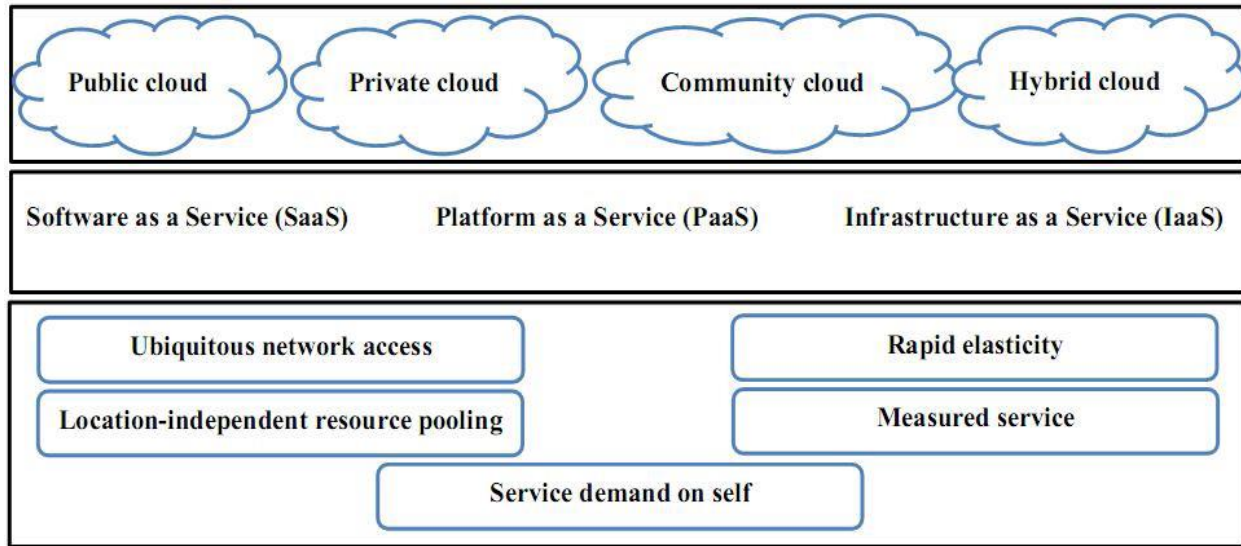 Public cloud
Private cloud
Community cloud
Hybrid cloud
Software as a Service (SaaS)
Platform as a Service (PaaS)
Infrastructure as a Service (IaaS)
Ubiquitous network access
Rapid elasticity
Location-independent resource pooling
Measured service
Service demand on self